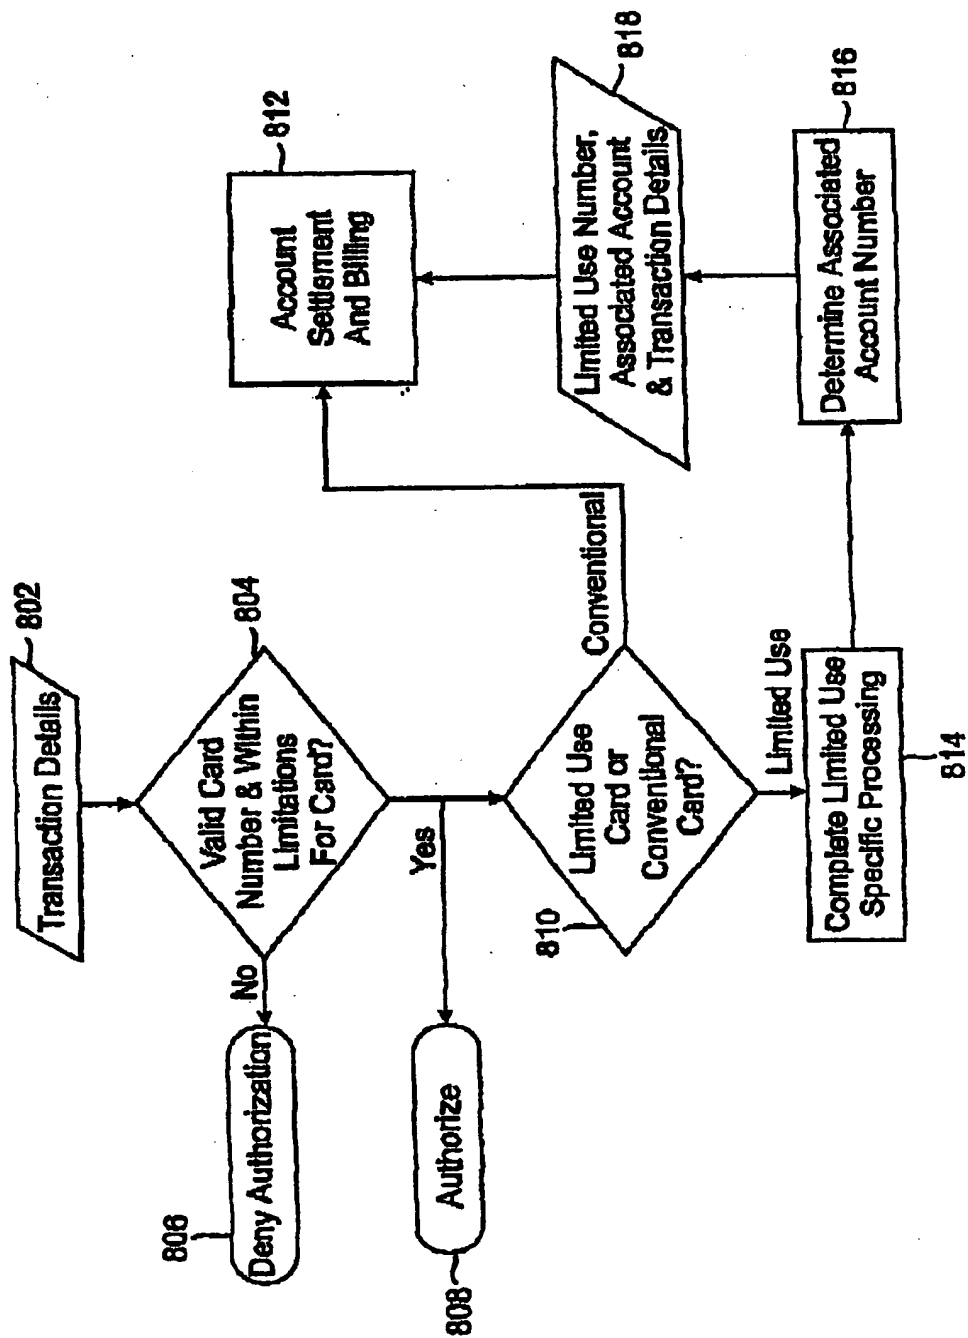 802
Transaction Details
804
Valid Card
Number & Within
Limitations
For Card?
No
806
Deny Authorization
Yes
808
Authorize
810
Limited Use
Card or
Conventional
Card?
Conventional
812
Account
Settlement
And Billing
Limited Use
Complete Limited Use
Specific Processing
814
816
Determine Associated
Account Number
818
Limited Use Number,
Associated Account
& Transaction Details